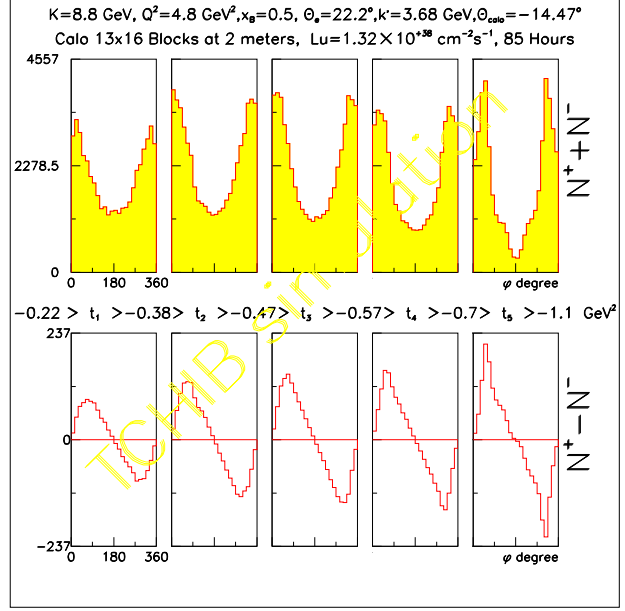 K=8.8 GeV, Q²=4.8 GeV²,x_B=0.5, Θ_e=22.2°,k'=3.68 GeV,Θ_calo=−14.47°
Calo 13x16 Blocks at 2 meters, Lu=1.32×10⁺³⁸ cm⁻²s⁻¹, 85 Hours
4557
2278.5
0
0 180 360
φ degree
N⁺+N⁻
−0.22 > t₁ >−0.38> t₂ >−0.47> t₃ >−0.57> t₄ >−0.7> t₅ >−1.1 GeV²
237
0
−237
0 180 360
φ degree
N⁺−N⁻
TCHIB simulation